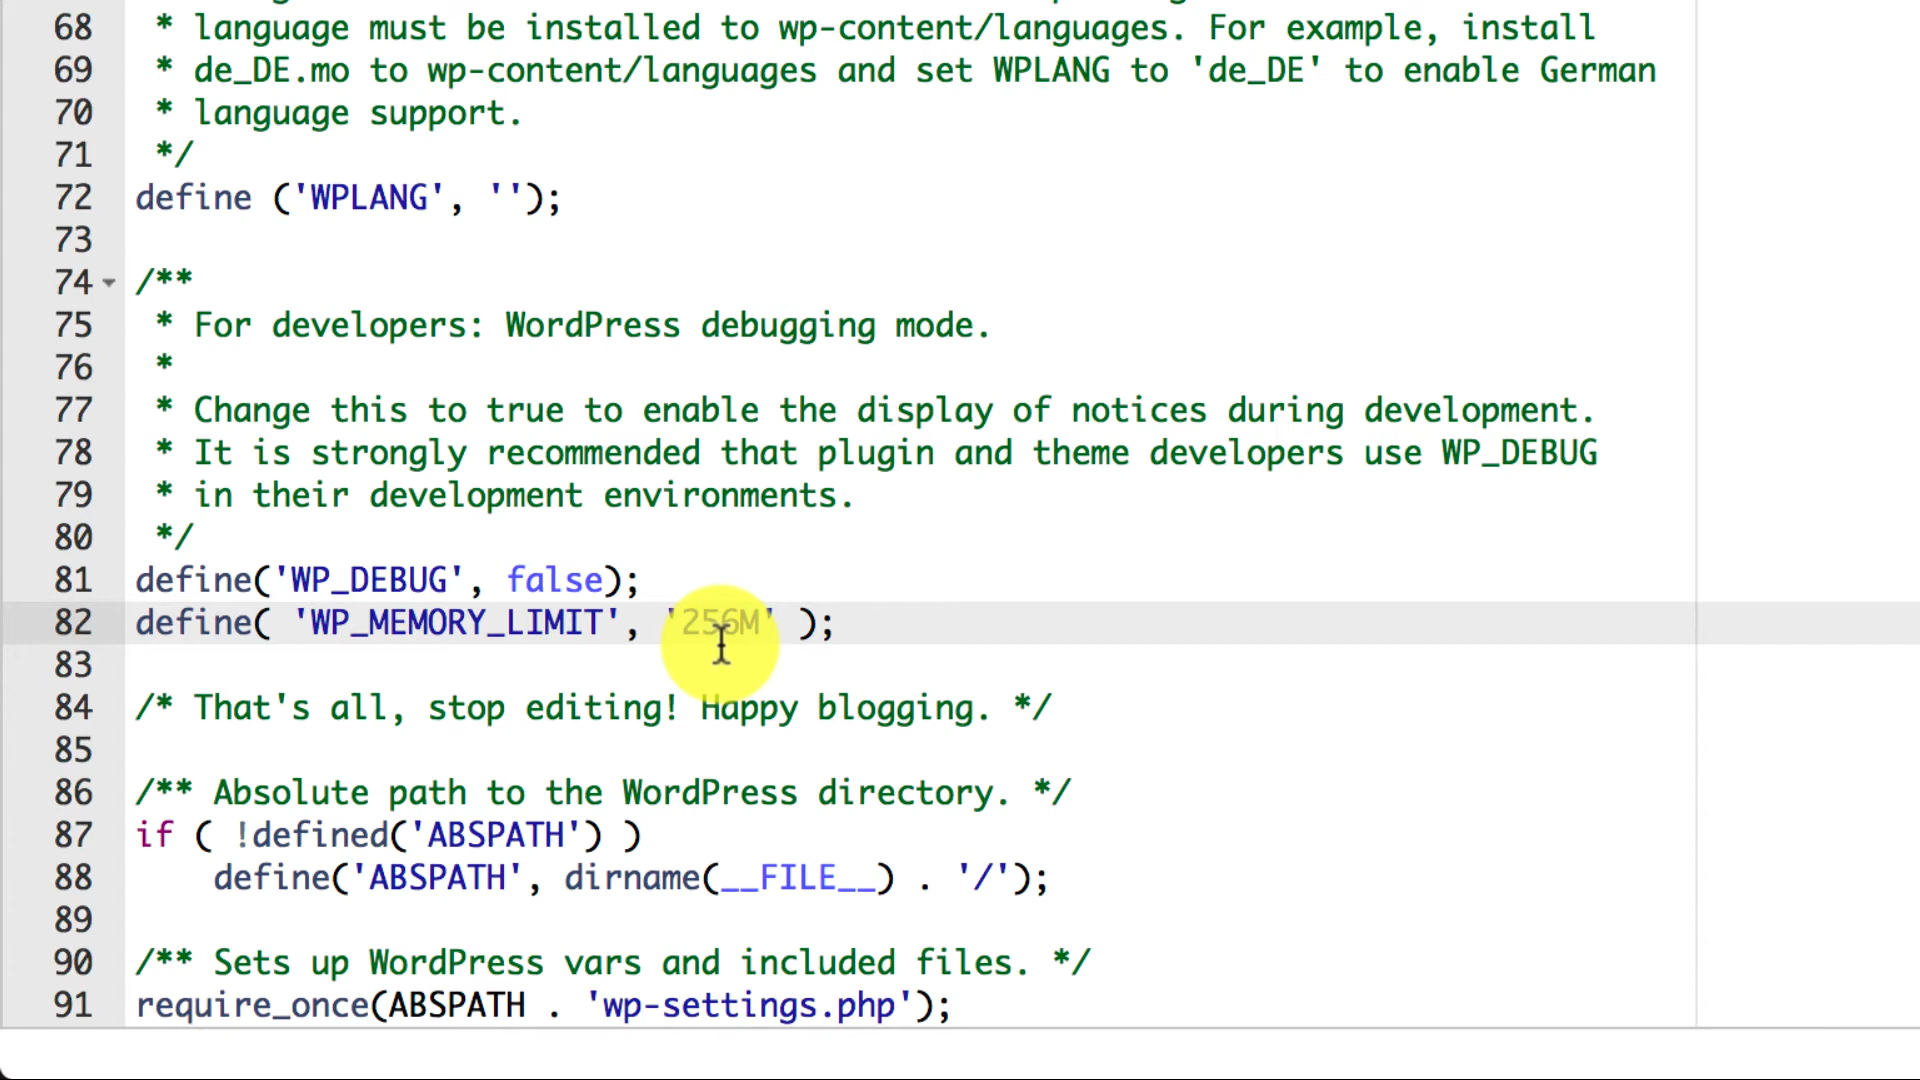 68 * language must be installed to wp-content/languages. For example, install
69 * de_DE.mo to wp-content/languages and set WPLANG to 'de_DE' to enable German
70 * language support.
71 */
72 define ('WPLANG', '');
73
74 /**
75 * For developers: WordPress debugging mode.
76 *
77 * Change this to true to enable the display of notices during development.
78 * It is strongly recommended that plugin and theme developers use WP_DEBUG
79 * in their development environments.
80 */
81 define('WP_DEBUG', false);
82 define( 'WP_MEMORY_LIMIT', '256M' );
83
84 /* That's all, stop editing! Happy blogging. */
85
86 /** Absolute path to the WordPress directory. */
87 if ( !defined('ABSPATH') )
88     define('ABSPATH', dirname(__FILE__) . '/');
89
90 /** Sets up WordPress vars and included files. */
91 require_once(ABSPATH . 'wp-settings.php');